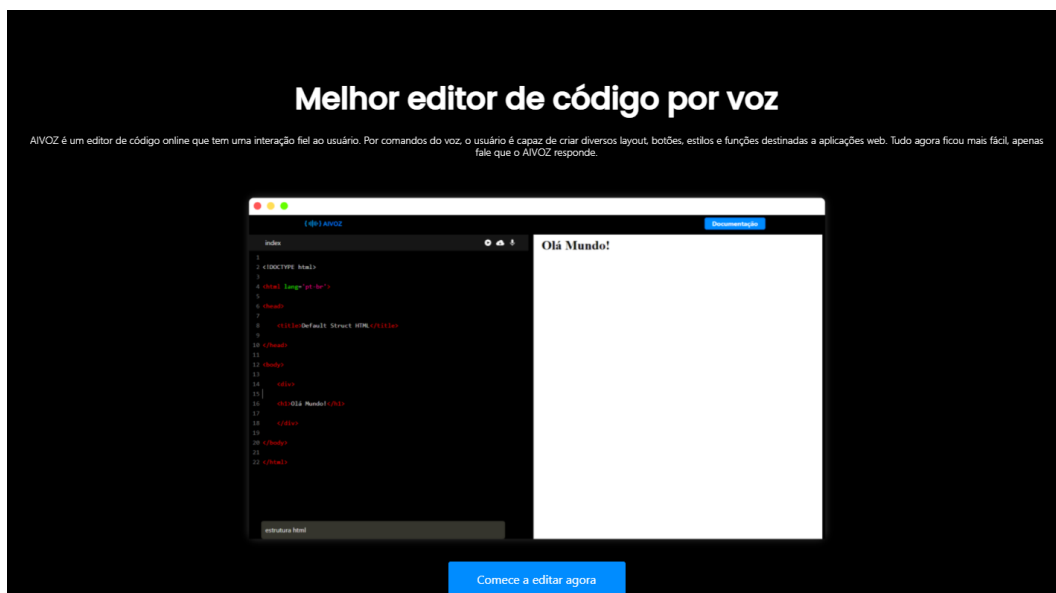 Melhor editor de código por voz
AIVOZ é um editor de código online que tem uma interação fiel ao usuário. Por comandos do voz, o usuário é capaz de criar diversos layout, botões, estilos e funções destinadas a aplicações web. Tudo agora ficou mais fácil, apenas
fale que o AIVOZ responde.
AIVOZ
Documentação
index
1
2 <!DOCTYPE html>
3
4 <html lang='pt-br'>
5
6 <head>
7
8 <title>Default Struct HTML</title>
9
10 </head>
11
12 <body>
13
14 <div>
15
16 <h1>Olá Mundo!</h1>
17
18 </div>
19
20 </body>
21
22 </html>
estrutura html
Olá Mundo!
Comece a editar agora